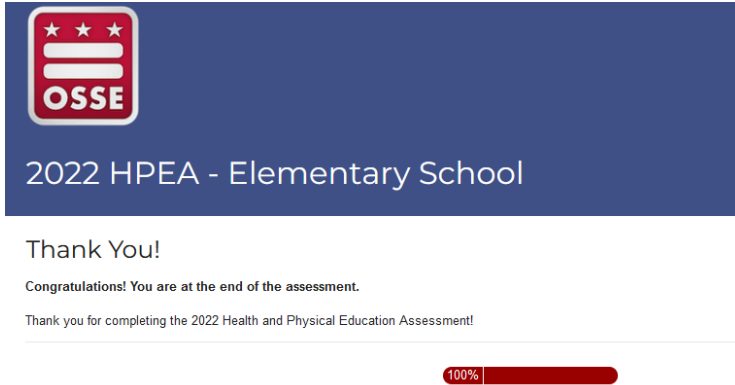 OSSE
2022 HPEA - Elementary School
Thank You!
Congratulations! You are at the end of the assessment.
Thank you for completing the 2022 Health and Physical Education Assessment!
100%